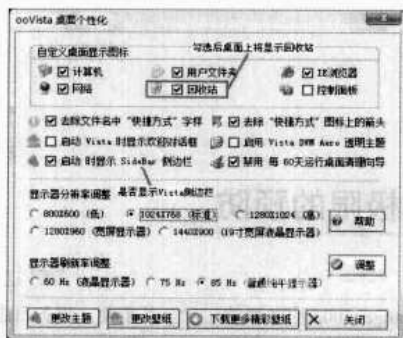 ooVista 桌面个性化
自定义桌面显示图标
勾选后桌面上将显示回收站
计算机 用户文件夹 IE浏览器
网络 回收站 控制面板
去除文件名中“快捷方式”字样 去除“快捷方式”图标上的箭头
启动 Vista 时显示欢迎对话框 启用 Vista DWM Aero 透明主题
启动 时显示 SideBar 侧边栏 禁用 每 60天运行桌面清理向导
显示器分辨率调整 是否显示Vista侧边栏
800X600 (低) 1024X768 (标准) 1280X1024 (高)
帮助
1280X960 (宽屏显示器) 1440X900 (19寸宽屏液晶显示器)
显示器刷新率调整
调整
60 Hz (液晶显示器) 75 Hz 85 Hz (普通纯平显示器)
更改主题 更改壁纸 下载更多精彩壁纸 关闭